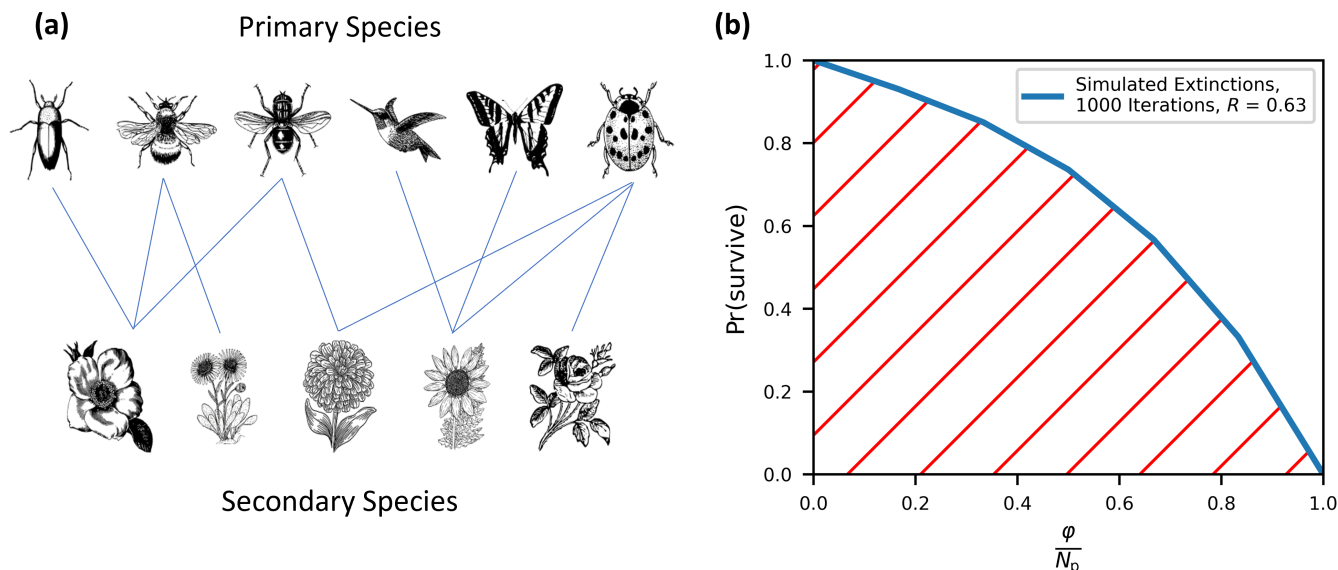 (a)
Primary Species
Secondary Species
(b)
1.0
0.8
0.6
0.4
0.2
0.0
Pr(survive)
Simulated Extinctions,
1000 Iterations, R = 0.63
0.0 0.2 0.4 0.6 0.8 1.0
φ
Np